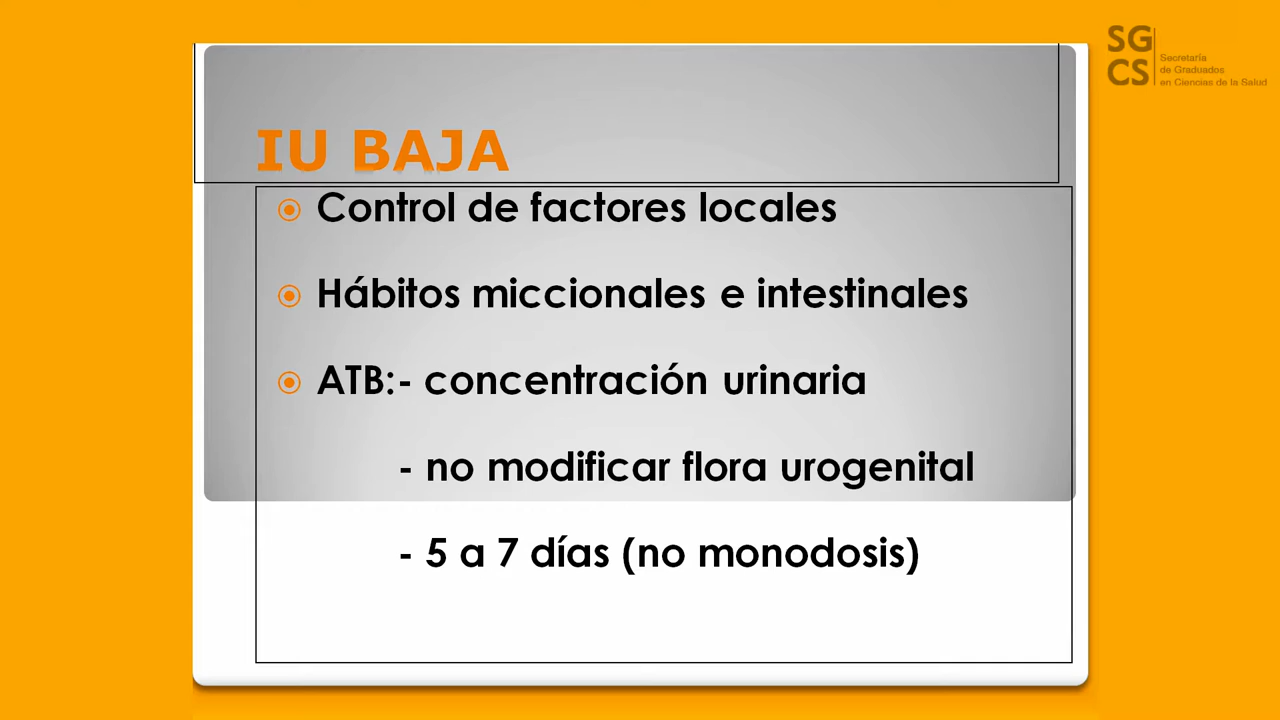 SG
CS
Secretaría
de Graduados
en Ciencias de la Salud
IU BAJA
Control de factores locales
Hábitos miccionales e intestinales
ATB:- concentración urinaria
- no modificar flora urogenital
- 5 a 7 días (no monodosis)